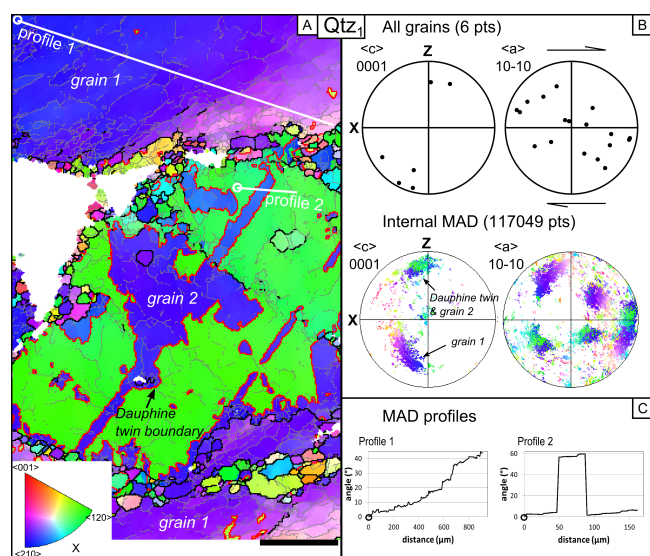 A
Qtz1
B
profile 1
grain 1
profile 2
grain 2
Dauphine
twin boundary
grain 1
<001>
<120>
<210>
X
All grains (6 pts)
<c>
0001
Z
<a>
10-10
X
Internal MAD (117049 pts)
<c>
0001
Z
<a>
10-10
X
Dauphine twin
& grain 2
grain 1
C
MAD profiles
Profile 1
angle (°)
40
30
20
10
0
0 200 400 600 800
distance (μm)
Profile 2
angle (°)
60
40
20
0
0 50 100 150
distance (μm)